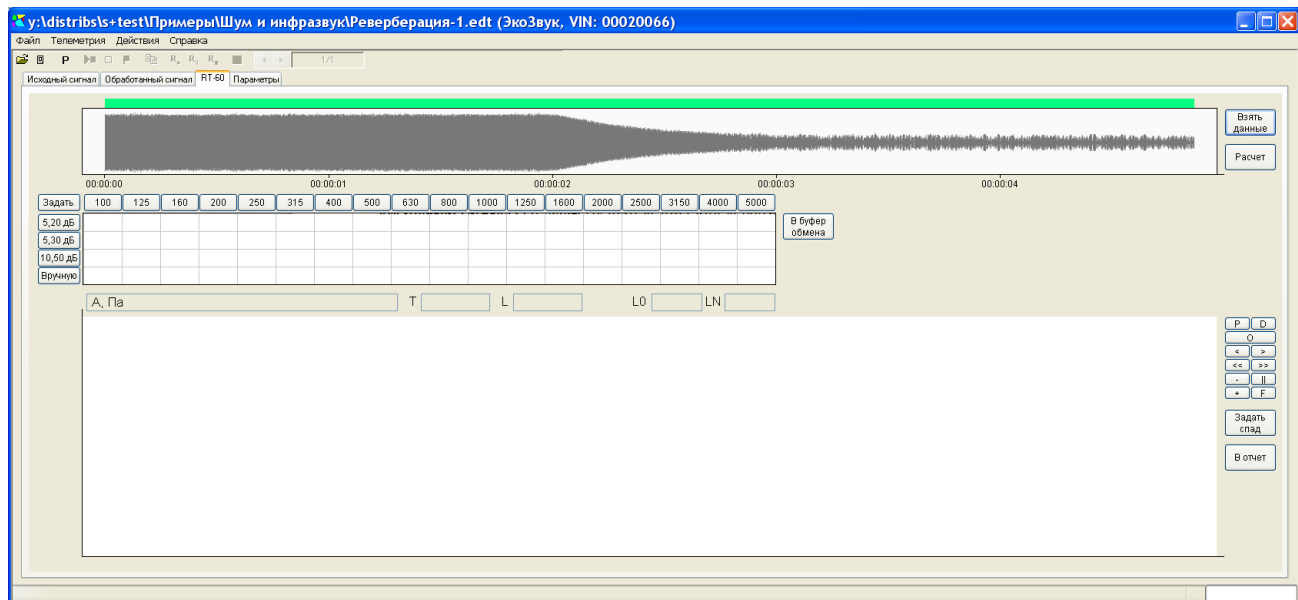 y:\distribs\s+test\Примеры\Шум и инфразвук\Реверберация-1.edt (ЭкоЗвук, VIN: 00020066)
Файл Телеметрия Действия Справка
P 1/1
Исходный сигнал Обработанный сигнал RT-60 Параметры
Взять
данные
Расчет
00:00:00 00:00:01 00:00:02 00:00:03 00:00:04
Задать 100 125 160 200 250 315 400 500 630 800 1000 1250 1600 2000 2500 3150 4000 5000
5,20 дБ
5,30 дБ
10,50 дБ
Вручную
В буфер
обмена
A, Па T L L0 LN
P D
O
< >
<< >>
- ||
+ F
Задать
спад
В отчет